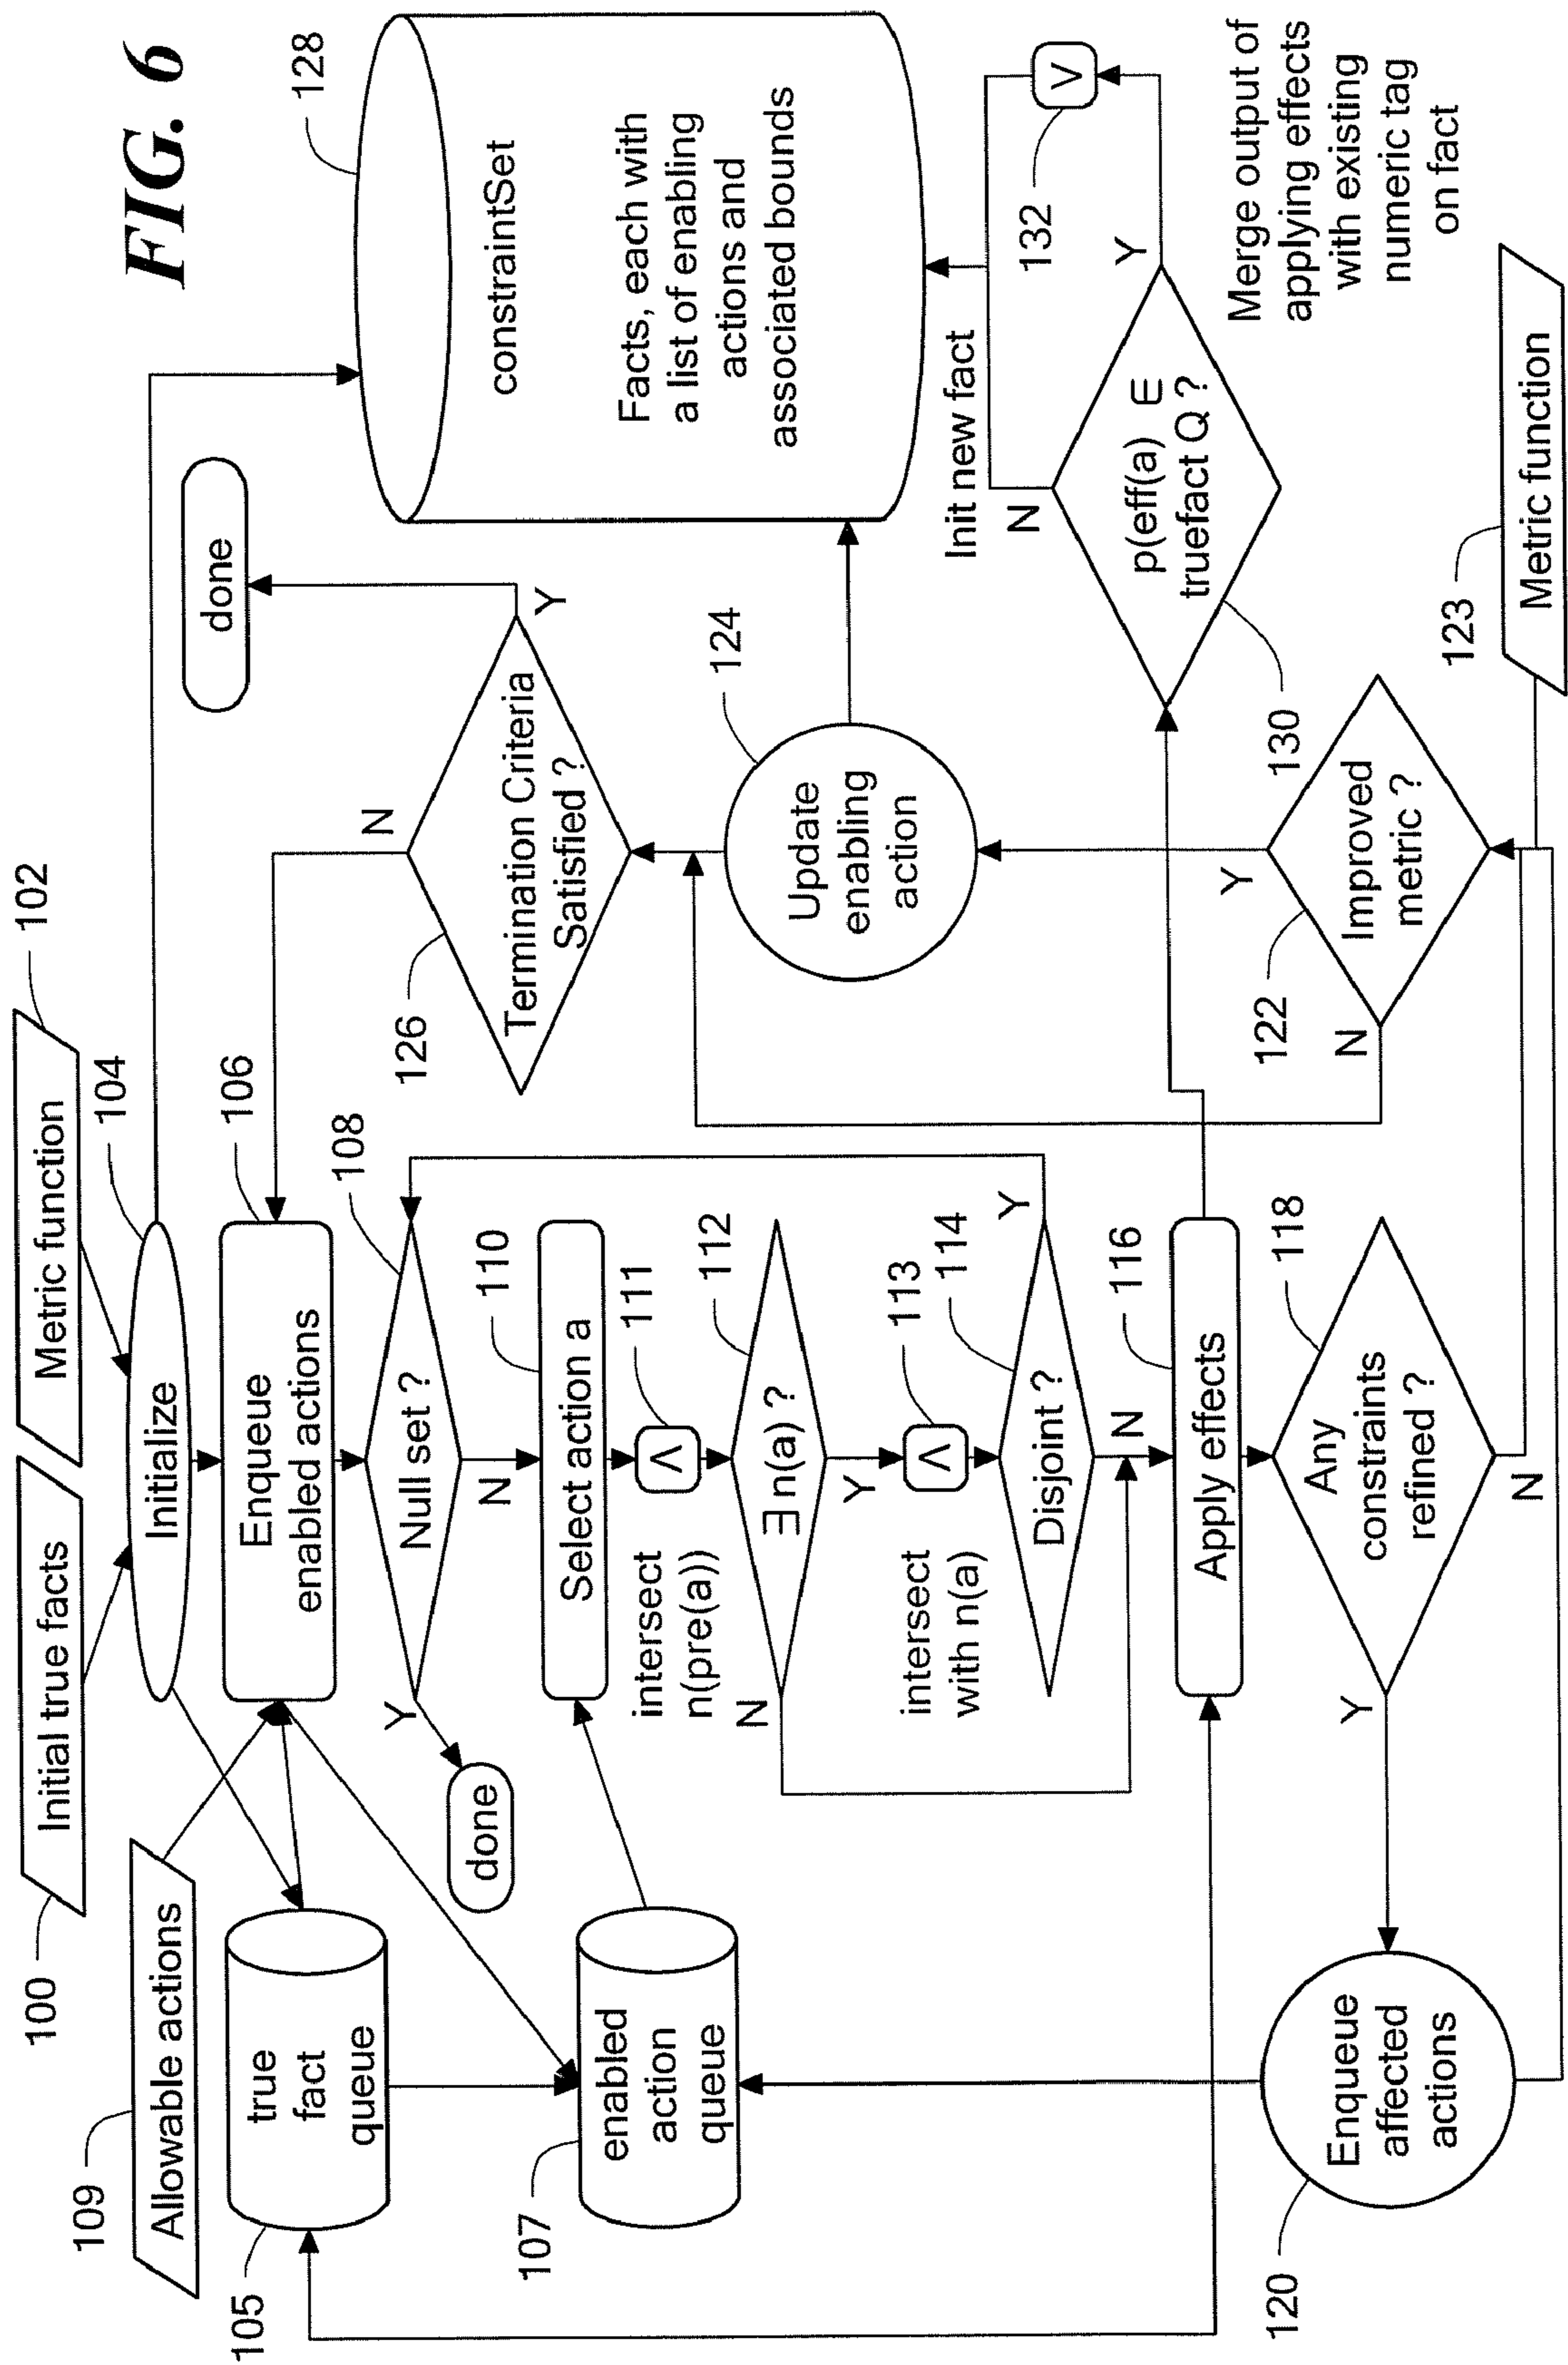 FIG. 6
100
Initial true facts
Metric function
102
109
Allowable actions
Initialize
104
105
true
fact
queue
Enqueue
enabled actions
106
Null set ?
108
Y
N
done
107
enabled
action
queue
Select action a
110
intersect
n(pre(a))
Λ
111
∃ n(a) ?
112
N
Y
intersect
with n(a)
Λ
113
Disjoint ?
114
Y
N
Apply effects
116
Any
constraints
refined ?
118
Y
N
120
Enqueue
affected
actions
done
Termination Criteria
Satisfied ?
126
N
Y
Update
enabling
action
124
Improved
metric ?
122
Y
N
123
Metric function
128
constraintSet
Facts, each with
a list of enabling
actions and
associated bounds
Init new fact
N
p(eff(a) ∈
truefact Q ?
130
Y
132
V
Merge output of
applying effects
with existing
numeric tag
on fact